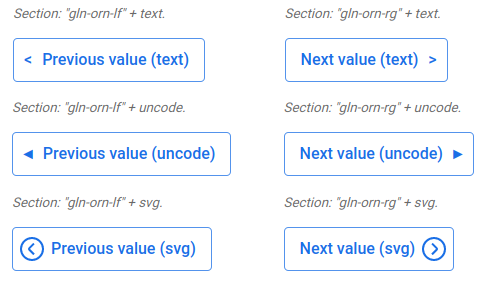 Section: "gln-orn-lf" + text.
Section: "gln-orn-rg" + text.
< Previous value (text)
Next value (text) >
Section: "gln-orn-lf" + uncode.
Section: "gln-orn-rg" + uncode.
◄ Previous value (uncode)
Next value (uncode) ►
Section: "gln-orn-lf" + svg.
Section: "gln-orn-rg" + svg.
Previous value (svg)
Next value (svg)